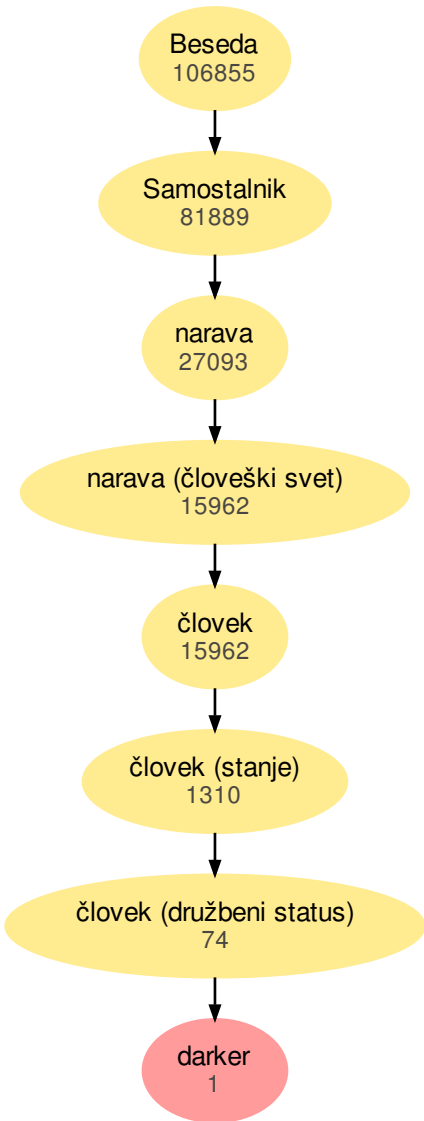 Beseda
106855
Samostalnik
81889
narava
27093
narava (človeški svet)
15962
človek
15962
človek (stanje)
1310
človek (družbeni status)
74
darker
1